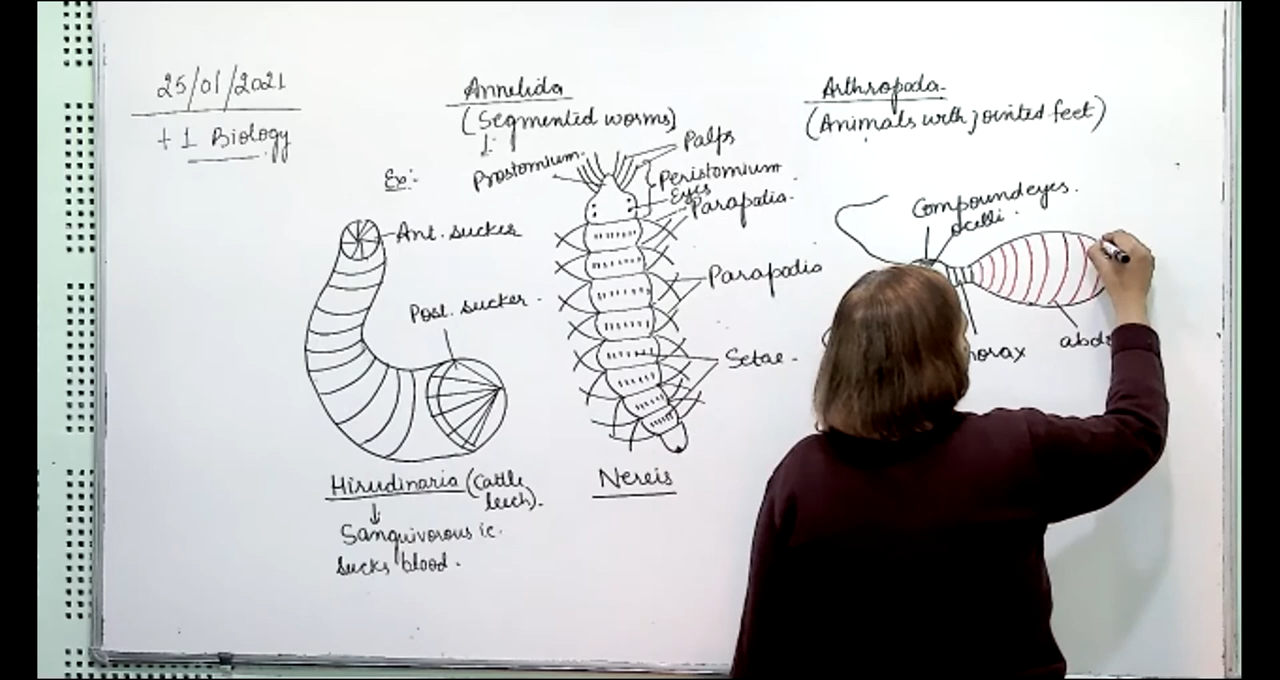 25/01/2021
+1 Biology
Annelida
(Segmented worms)
Arthropoda
(Animals with jointed feet)
Ex:
Prostomium
Palps
Peristomium
Eyes
Parapodia
Ant. sucker
Post. sucker
Parapodia
Setae
Compound eyes
ocelli
Hirudinaria (Cattle
leech).
Sanguivorous ie.
sucks blood.
Nereis